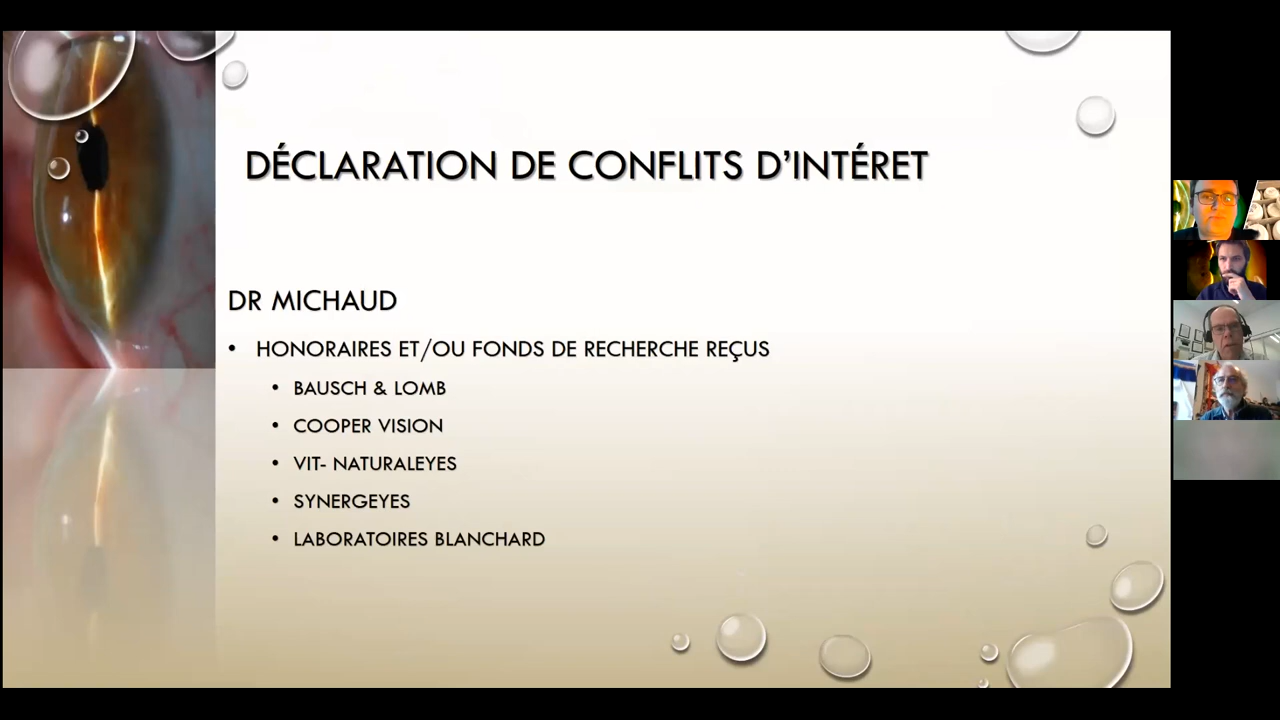 DÉCLARATION DE CONFLITS D'INTÉRET
DR MICHAUD
• HONORAIRES ET/OU FONDS DE RECHERCHE REÇUS
• BAUSCH & LOMB
• COOPER VISION
• VIT- NATURALEYES
• SYNERGEYES
• LABORATOIRES BLANCHARD